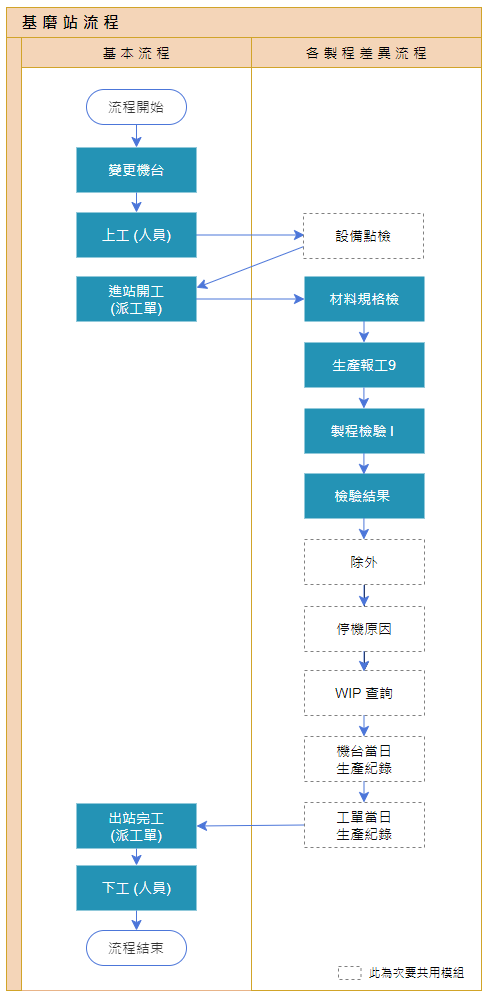 基磨站流程
基本流程
各製程差異流程
流程開始
變更機台
上工 (人員)
設備點檢
進站開工
(派工單)
材料規格檢
生產報工9
製程檢驗 I
檢驗結果
除外
停機原因
WIP 查詢
機台當日
生產紀錄
工單當日
生產紀錄
出站完工
(派工單)
下工 (人員)
流程結束
此為次要共用模組